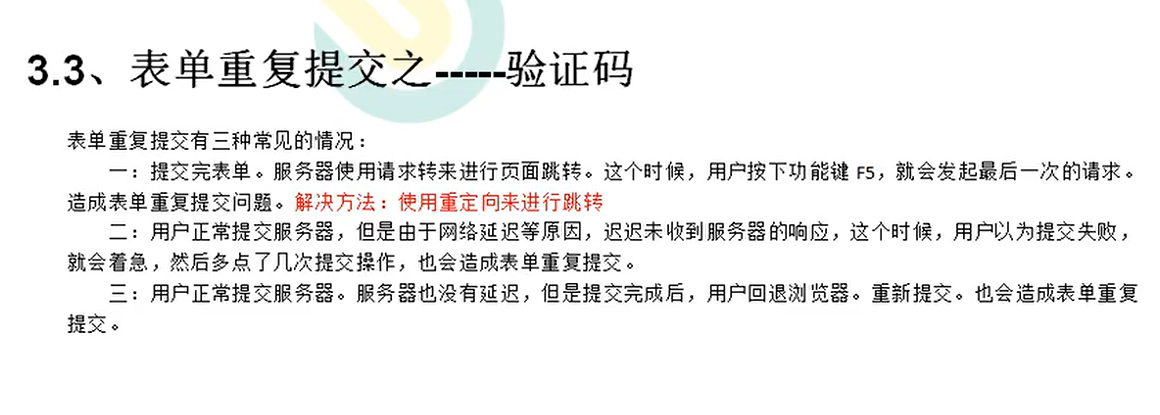 3.3、表单重复提交之-----验证码
表单重复提交有三种常见的情况：
一：提交完表单。服务器使用请求转来进行页面跳转。这个时候，用户按下功能键 F5，就会发起最后一次的请求。
造成表单重复提交问题。解决方法：使用重定向来进行跳转
二：用户正常提交服务器，但是由于网络延迟等原因，迟迟未收到服务器的响应，这个时候，用户以为提交失败，
就会着急，然后多点了几次提交操作，也会造成表单重复提交。
三：用户正常提交服务器。服务器也没有延迟，但是提交完成后，用户回退浏览器。重新提交。也会造成表单重复
提交。